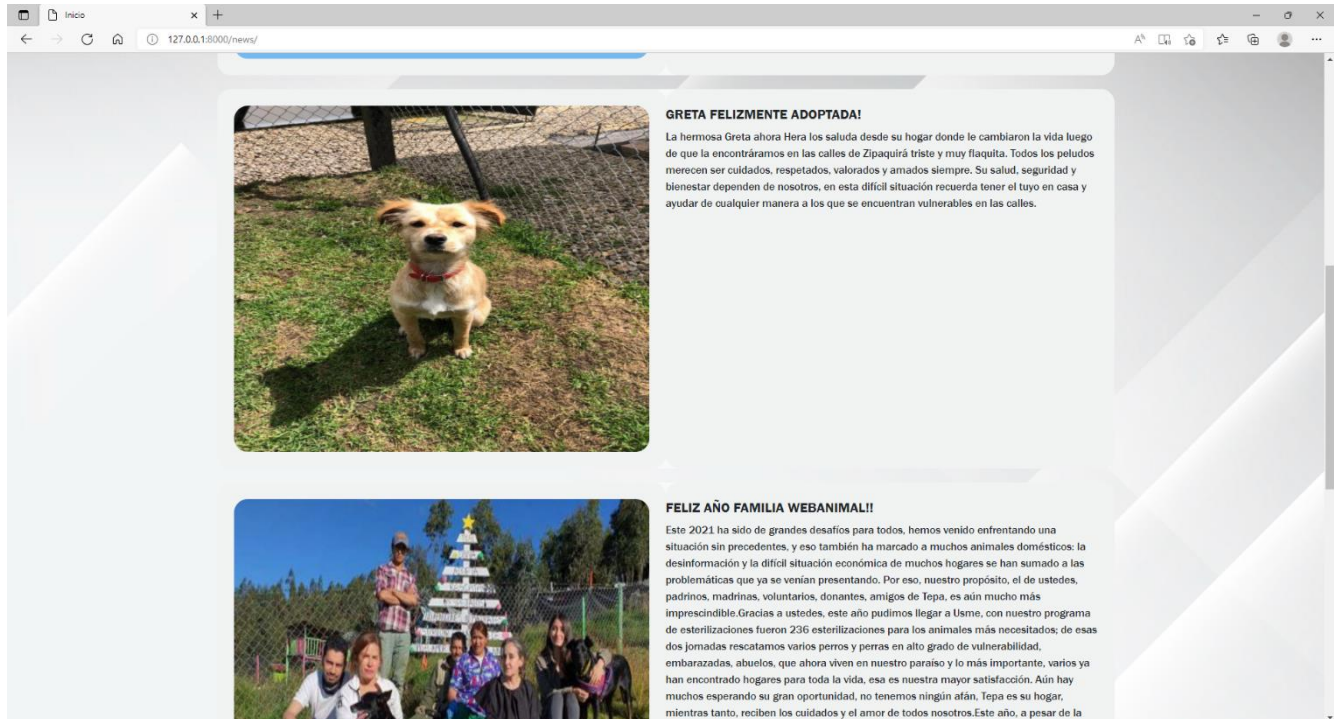 Inicio
127.0.0.1:8000/news/
GRETA FELIZMENTE ADOPTADA!
La hermosa Greta ahora Hera los saluda desde su hogar donde le cambiaron la vida luego
de que la encontráramos en las calles de Zipaquirá triste y muy flaquita. Todos los peludos
merecen ser cuidados, respetados, valorados y amados siempre. Su salud, seguridad y
bienestar dependen de nosotros, en esta difícil situación recuerda tener el tuyo en casa y
ayudar de cualquier manera a los que se encuentran vulnerables en las calles.
FELIZ AÑO FAMILIA WEBANIMAL!!
Este 2021 ha sido de grandes desafíos para todos, hemos venido enfrentando una
situación sin precedentes, y eso también ha marcado a muchos animales domésticos: la
desinformación y la difícil situación económica de muchos hogares se han sumado a las
problemáticas que ya se venían presentando. Por eso, nuestro propósito, el de ustedes,
padrinos, madrinas, voluntarios, donantes, amigos de Tepa, es aún mucho más
imprescindible.Gracias a ustedes, este año pudimos llegar a Usme, con nuestro programa
de esterilizaciones fueron 236 esterilizaciones para los animales más necesitados; de esas
dos jornadas rescatamos varios perros y perras en alto grado de vulnerabilidad,
embarazadas, abuelos, que ahora viven en nuestro paraíso y lo más importante, varios ya
han encontrado hogares para toda la vida, esa es nuestra mayor satisfacción. Aún hay
muchos esperando su gran oportunidad, no tenemos ningún afán, Tepa es su hogar,
mientras tanto, reciben los cuidados y el amor de todos nosotros.Este año, a pesar de la